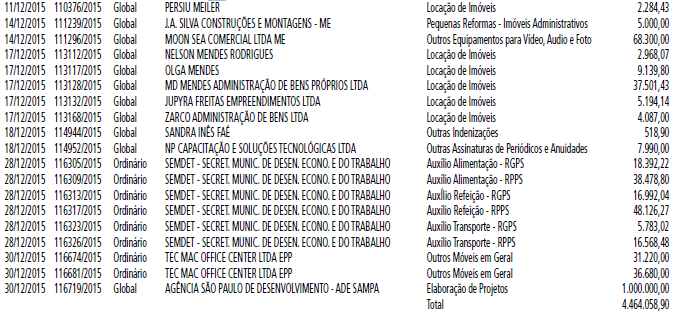 11/12/2015 110376/2015 Global PERSIU MEILER Locação de Imóveis 2.284,43
14/12/2015 111239/2015 Global J.A. SILVA CONSTRUÇÕES E MONTAGENS - ME Pequenas Reformas - Imóveis Administrativos 5.000,00
14/12/2015 111296/2015 Global MOON SEA COMERCIAL LTDA ME Outros Equipamentos para Vídeo, Audio e Foto 68.300,00
17/12/2015 113112/2015 Global NELSON MENDES RODRIGUES Locação de Imóveis 2.968,07
17/12/2015 113117/2015 Global OLGA MENDES Locação de Imóveis 9.139,80
17/12/2015 113128/2015 Global MD MENDES ADMINISTRAÇÃO DE BENS PRÓPRIOS LTDA Locação de Imóveis 37.501,43
17/12/2015 113132/2015 Global JUPYRA FREITAS EMPREENDIMENTOS LTDA Locação de Imóveis 5.194,14
17/12/2015 113168/2015 Global ZARCO ADMINISTRAÇÃO DE BENS LTDA Locação de Imóveis 4.087,00
18/12/2015 114944/2015 Global SANDRA INÊS FAÉ Outras Indenizações 518,90
18/12/2015 114952/2015 Global NP CAPACITAÇÃO E SOLUÇÕES TECNOLÓGICAS LTDA Outras Assinaturas de Periódicos e Anuidades 7.990,00
28/12/2015 116305/2015 Ordinário SEMDET - SECRET. MUNIC. DE DESEN. ECONO. E DO TRABALHO Auxílio Alimentação - RGPS 18.392,22
28/12/2015 116309/2015 Ordinário SEMDET - SECRET. MUNIC. DE DESEN. ECONO. E DO TRABALHO Auxílio Alimentação - RPPS 38.478,80
28/12/2015 116313/2015 Ordinário SEMDET - SECRET. MUNIC. DE DESEN. ECONO. E DO TRABALHO Auxílio Refeição - RGPS 16.992,04
28/12/2015 116317/2015 Ordinário SEMDET - SECRET. MUNIC. DE DESEN. ECONO. E DO TRABALHO Auxílio Refeição - RPPS 48.126,27
28/12/2015 116323/2015 Ordinário SEMDET - SECRET. MUNIC. DE DESEN. ECONO. E DO TRABALHO Auxílio Transporte - RGPS 5.783,02
28/12/2015 116326/2015 Ordinário SEMDET - SECRET. MUNIC. DE DESEN. ECONO. E DO TRABALHO Auxílio Transporte - RPPS 16.568,48
30/12/2015 116674/2015 Ordinário TEC MAC OFFICE CENTER LTDA EPP Outros Móveis em Geral 31.220,00
30/12/2015 116681/2015 Ordinário TEC MAC OFFICE CENTER LTDA EPP Outros Móveis em Geral 36.680,00
30/12/2015 116719/2015 Global AGÊNCIA SÃO PAULO DE DESENVOLVIMENTO - ADE SAMPA Elaboração de Projetos 1.000.000,00
Total 4.464.058,90